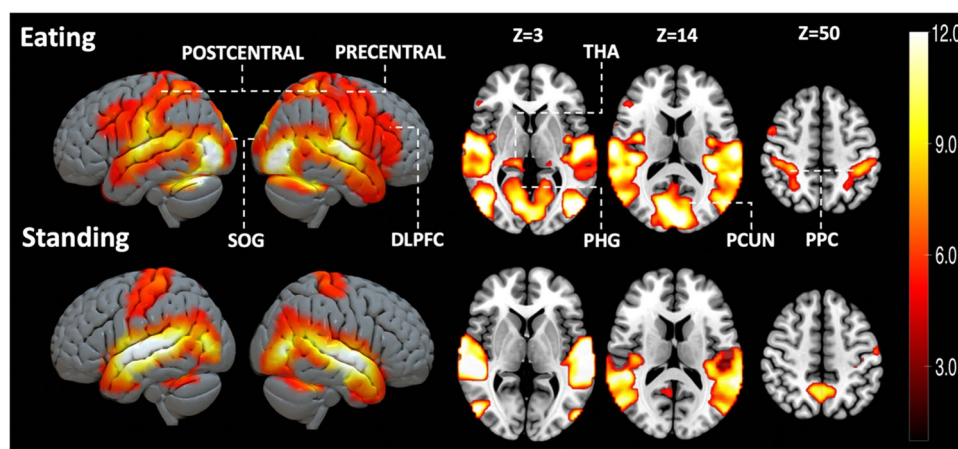 Eating
POSTCENTRAL PRECENTRAL
Z=3 THA Z=14 Z=50
12.0
9.0
6.0
3.0
SOG DLPFC PHG PCUN PPC
Standing